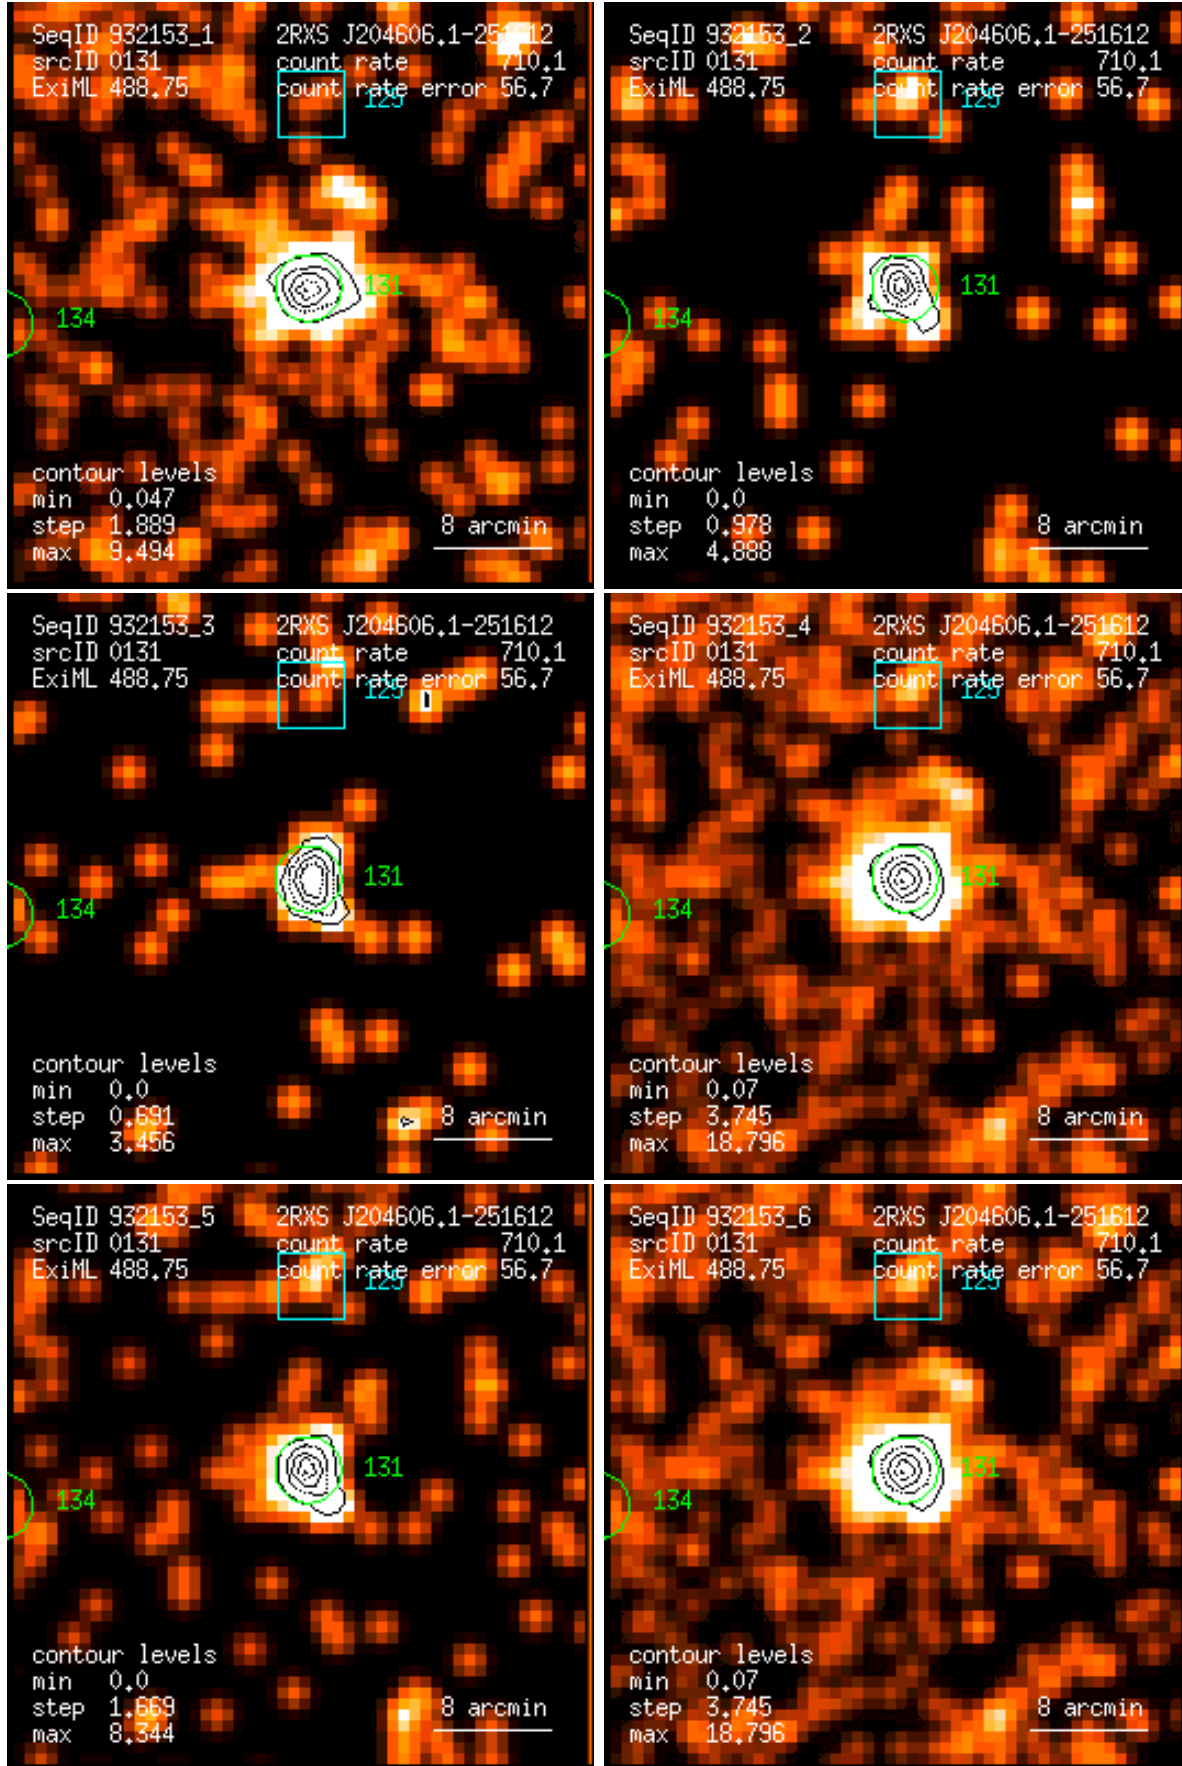 SeqID 932153_1 2RXS J204606.1-251612
srcID 0131 count rate 710.1
ExiML 488.75 count rate error 56.7
129
131
134
contour levels
min 0.047
step 1.889
max 9.494
8 arcmin
SeqID 932153_2 2RXS J204606.1-251612
srcID 0131 count rate 710.1
ExiML 488.75 count rate error 56.7
129
131
134
contour levels
min 0.0
step 0.978
max 4.888
8 arcmin
SeqID 932153_3 2RXS J204606.1-251612
srcID 0131 count rate 710.1
ExiML 488.75 count rate error 56.7
129
131
134
contour levels
min 0.0
step 0.691
max 3.456
8 arcmin
SeqID 932153_4 2RXS J204606.1-251612
srcID 0131 count rate 710.1
ExiML 488.75 count rate error 56.7
129
131
134
contour levels
min 0.07
step 3.745
max 18.796
8 arcmin
SeqID 932153_5 2RXS J204606.1-251612
srcID 0131 count rate 710.1
ExiML 488.75 count rate error 56.7
129
131
134
contour levels
min 0.0
step 1.669
max 8.344
8 arcmin
SeqID 932153_6 2RXS J204606.1-251612
srcID 0131 count rate 710.1
ExiML 488.75 count rate error 56.7
129
131
134
contour levels
min 0.07
step 3.745
max 18.796
8 arcmin